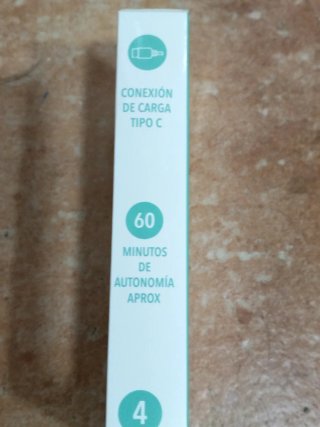 CONEXIÓN
DE CARGA
TIPO C
60
MINUTOS
DE
AUTONOMÍA
APROX
4